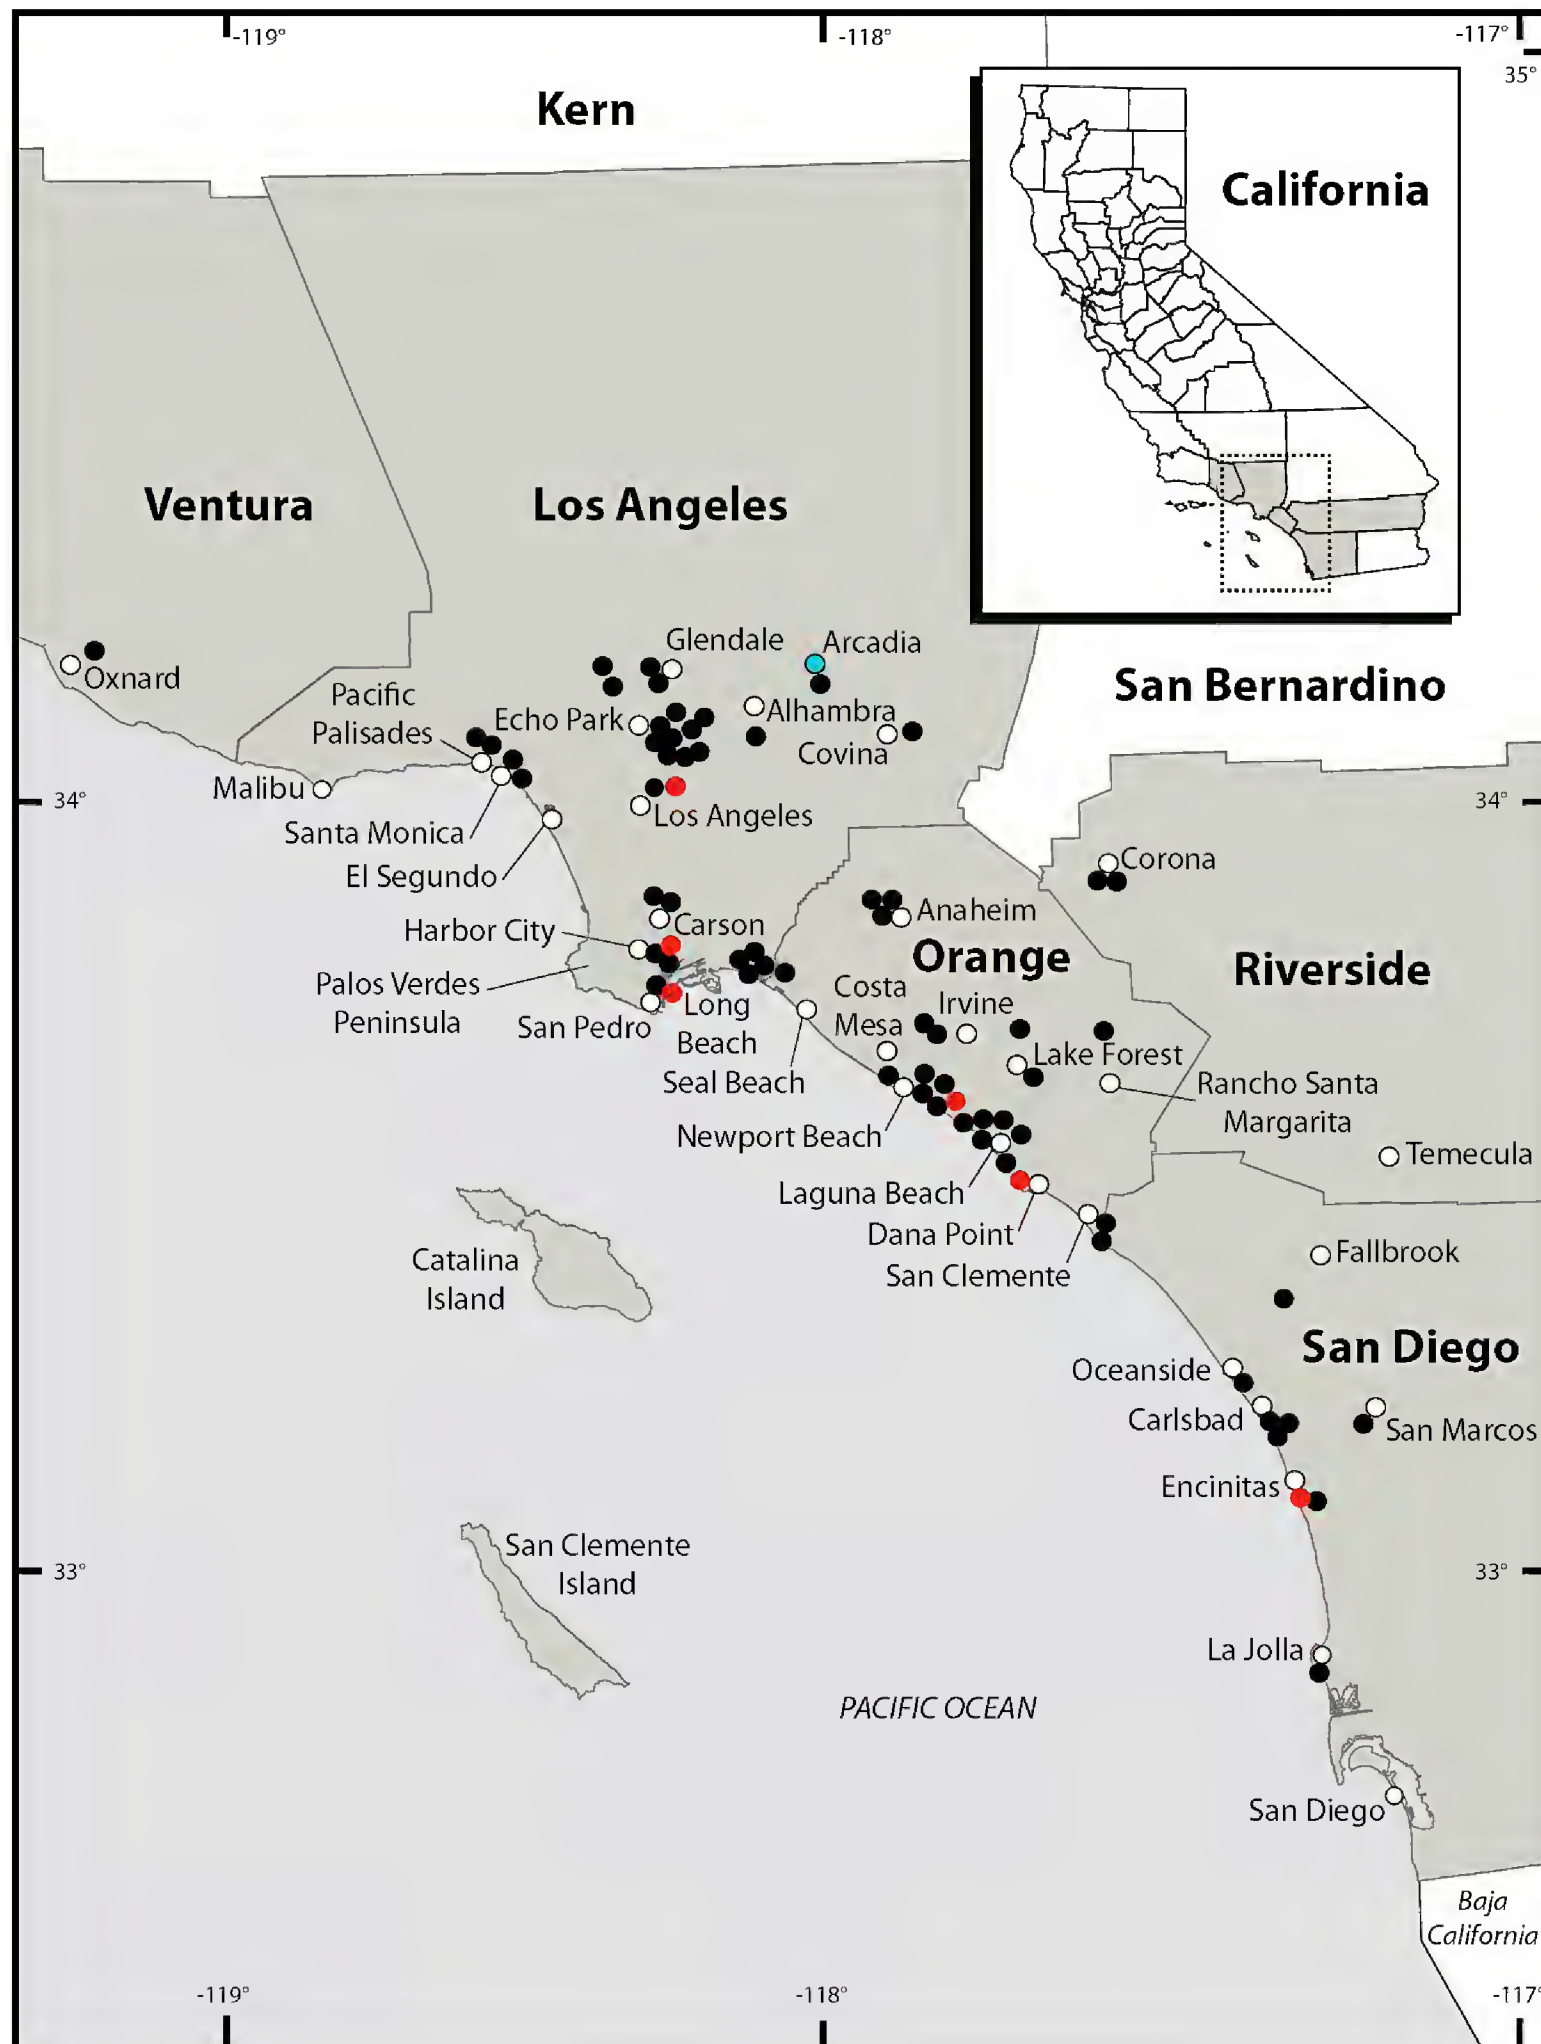 -119°
-118°
-117°
35°
Kern
California
Ventura
Los Angeles
Glendale
Arcadia
Oxnard
Pacific
Palisades
Echo Park
Alhambra
Covina
San Bernardino
Malibu
34°
34°
Santa Monica
Los Angeles
El Segundo
Corona
Harbor City
Carson
Anaheim
Orange
Riverside
Palos Verdes
Peninsula
San Pedro
Long
Beach
Costa
Mesa
Irvine
Lake Forest
Seal Beach
Rancho Santa
Margarita
Newport Beach
Temecula
Laguna Beach
Dana Point
San Clemente
Catalina
Island
Fallbrook
San Diego
Oceanside
Carlsbad
San Marcos
Encinitas
San Clemente
Island
33°
33°
La Jolla
PACIFIC OCEAN
San Diego
Baja
California
-119°
-118°
-117°